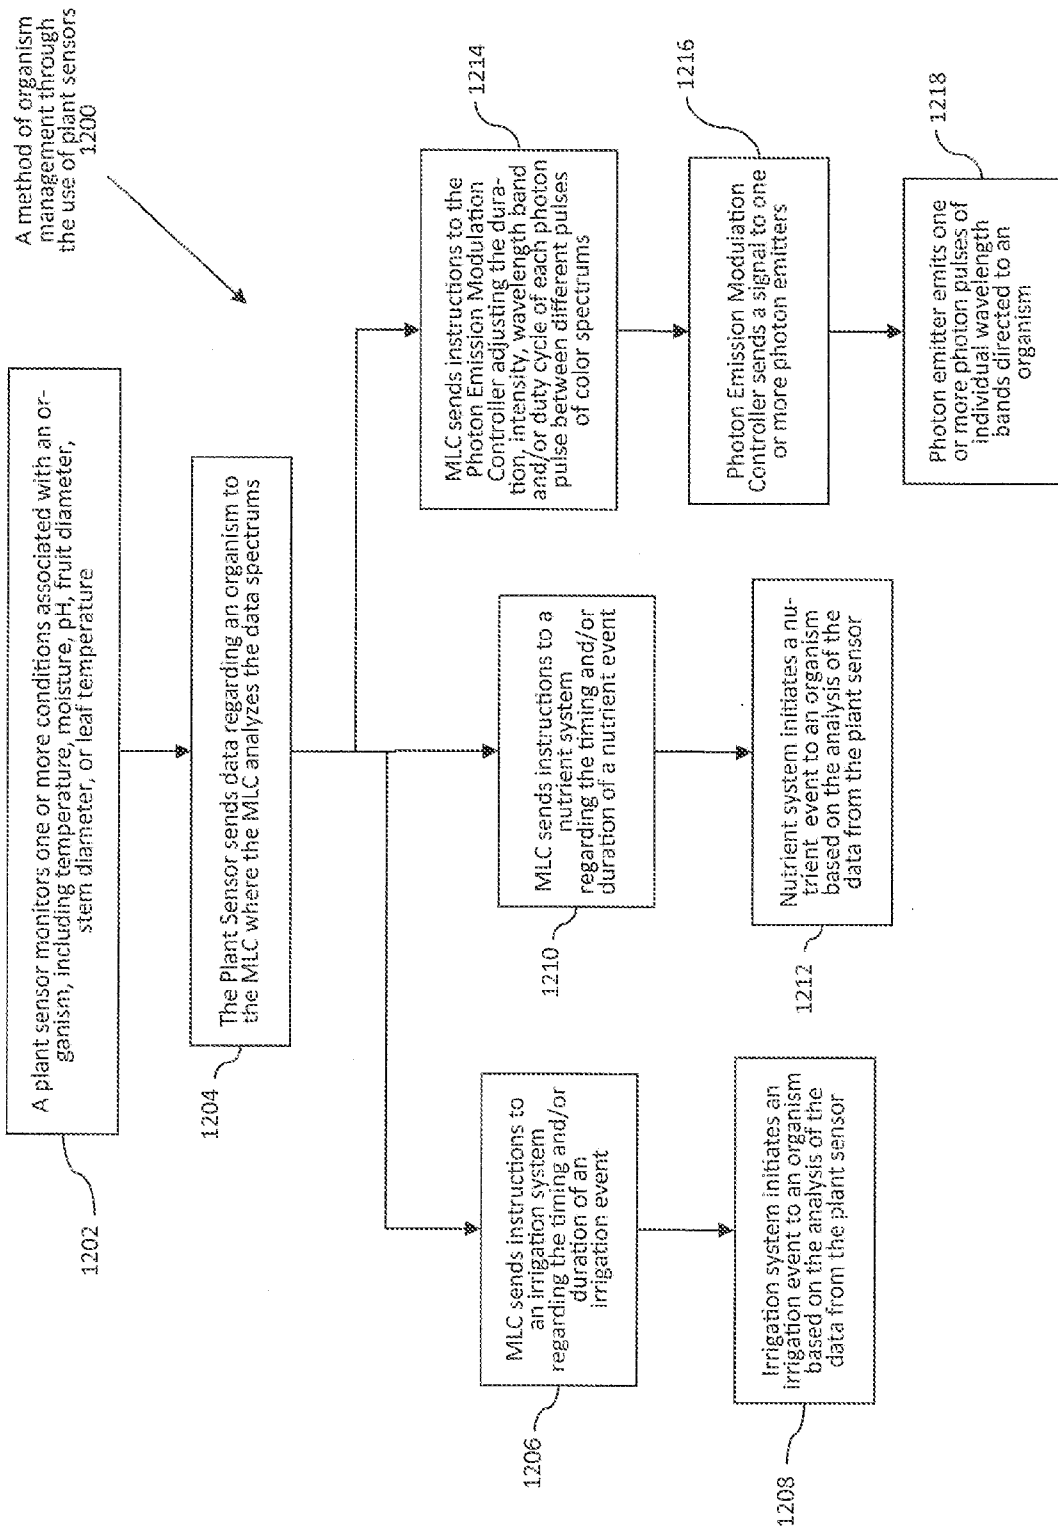 A method of organism
management through
the use of plant sensors
1200
A plant sensor monitors one or more conditions associated with an or-
ganism, including temperature, moisture, pH, fruit diameter,
stem diameter, or leaf temperature
1202
The Plant Sensor sends data regarding an organism to
the MLC where the MLC analyzes the data spectrums
1204
MLC sends instructions to
an irrigation system
regarding the timing and/or
duration of an
irrigation event
1206
Irrigation system initiates an
irrigation event to an organism
based on the analysis of the
data from the plant sensor
1208
MLC sends instructions to a
nutrient system
regarding the timing and/or
duration of a nutrient event
1210
Nutrient system initiates a nu-
trient event to an organism
based on the analysis of the
data from the plant sensor
1212
MLC sends instructions to the
Photon Emission Modulation
Controller adjusting the dura-
tion, intensity, wavelength band
and/or duty cycle of each photon
pulse between different pulses
of color spectrums
1214
Photon Emission Modulation
Controller sends a signal to one
or more photon emitters
1216
Photon emitter emits one
or more photon pulses of
individual wavelength
bands directed to an
organism
1218